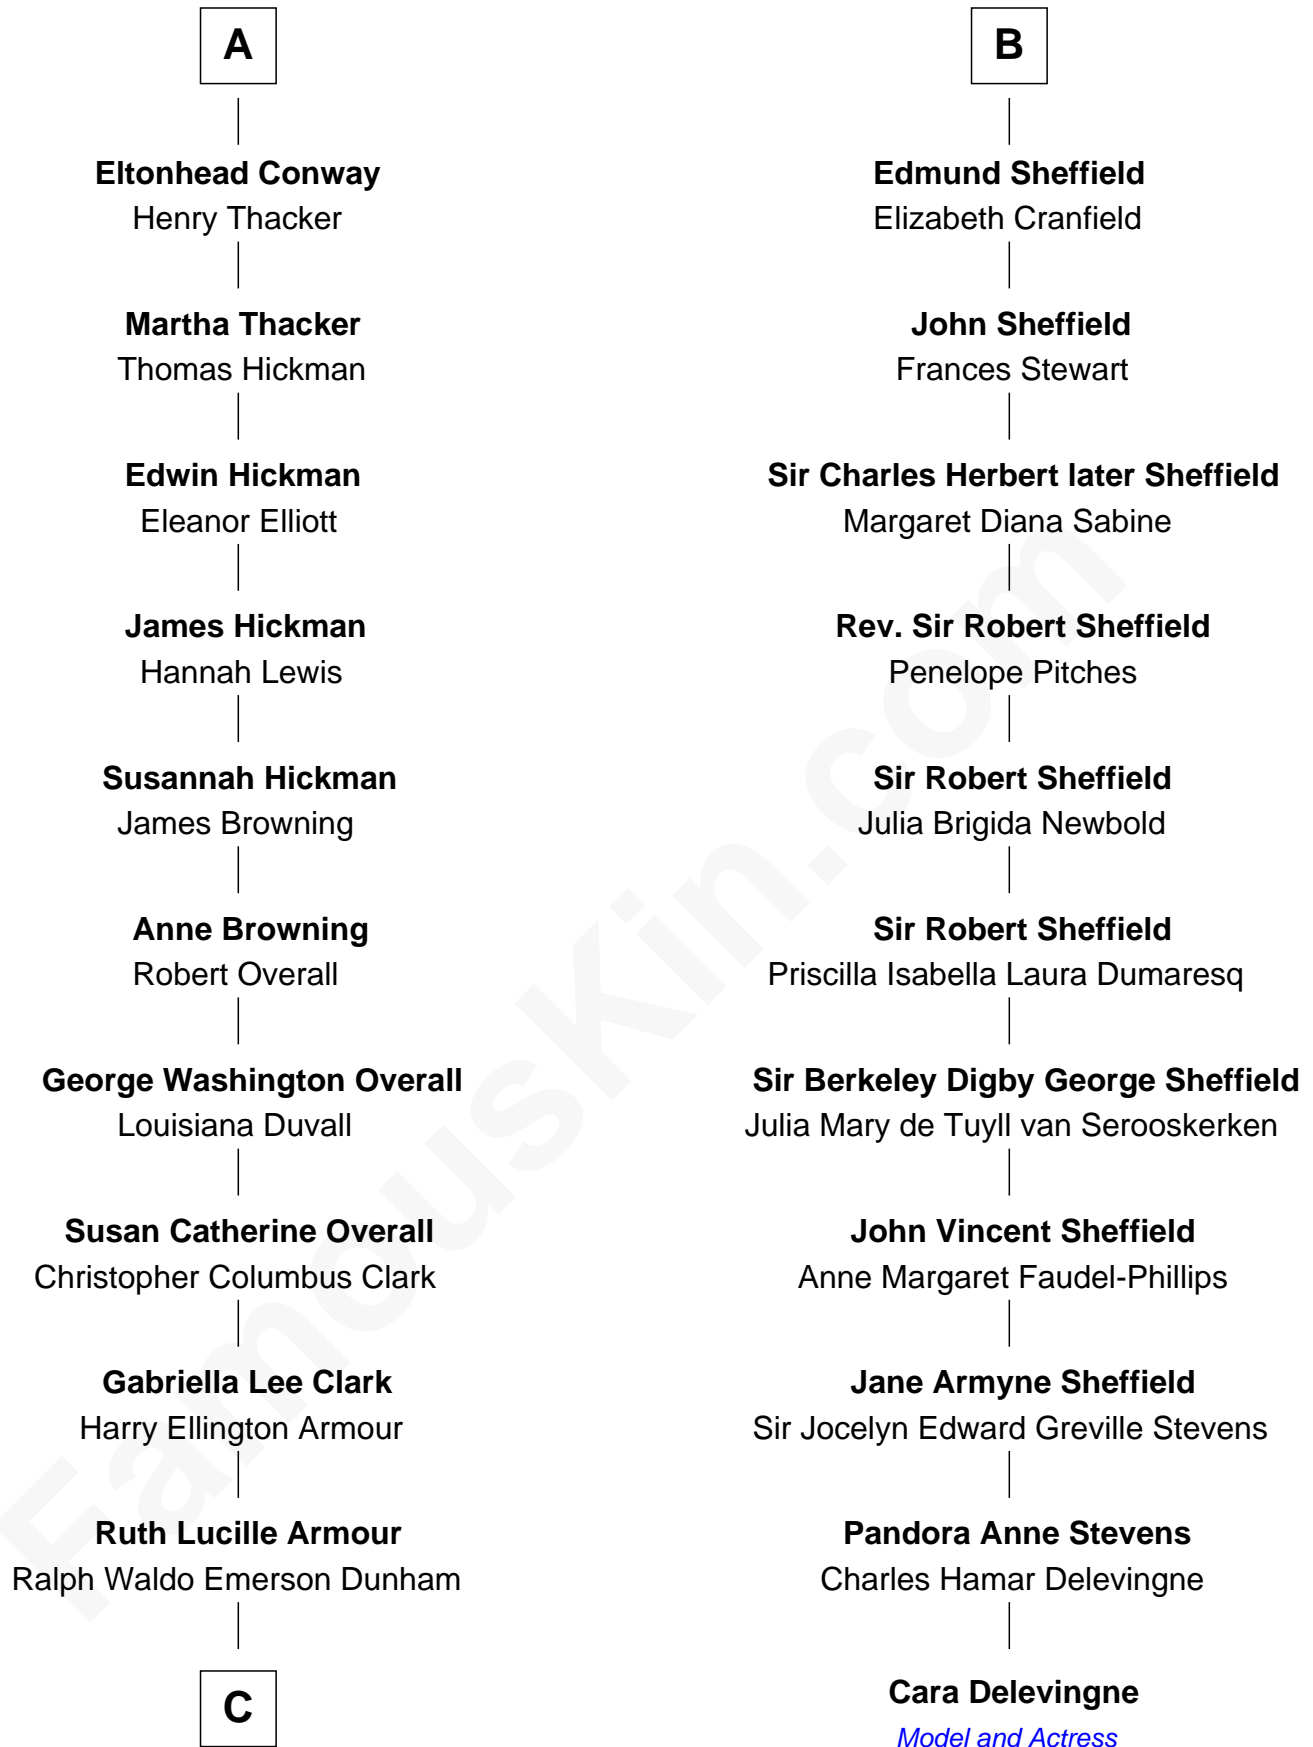 A
Eltonhead Conway
Henry Thacker
Martha Thacker
Thomas Hickman
Edwin Hickman
Eleanor Elliott
James Hickman
Hannah Lewis
Susannah Hickman
James Browning
Anne Browning
Robert Overall
George Washington Overall
Louisiana Duvall
Susan Catherine Overall
Christopher Columbus Clark
Gabriella Lee Clark
Harry Ellington Armour
Ruth Lucille Armour
Ralph Waldo Emerson Dunham
C
B
Edmund Sheffield
Elizabeth Cranfield
John Sheffield
Frances Stewart
Sir Charles Herbert later Sheffield
Margaret Diana Sabine
Rev. Sir Robert Sheffield
Penelope Pitches
Sir Robert Sheffield
Julia Brigida Newbold
Sir Robert Sheffield
Priscilla Isabella Laura Dumaresq
Sir Berkeley Digby George Sheffield
Julia Mary de Tuyll van Serooskerken
John Vincent Sheffield
Anne Margaret Faudel-Phillips
Jane Armyne Sheffield
Sir Jocelyn Edward Greville Stevens
Pandora Anne Stevens
Charles Hamar Delevingne
Cara Delevingne
Model and Actress
FamousKin.com